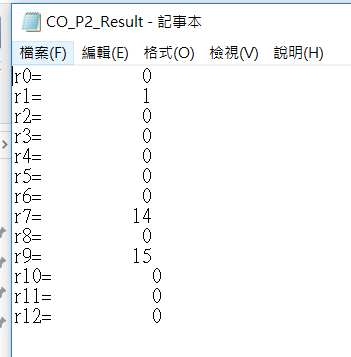 CO_P2_Result - 記事本
檔案(F) 編輯(E) 格式(O) 檢視(V) 說明(H)
r0= 0
r1= 1
r2= 0
r3= 0
r4= 0
r5= 0
r6= 0
r7= 14
r8= 0
r9= 15
r10= 0
r11= 0
r12= 0